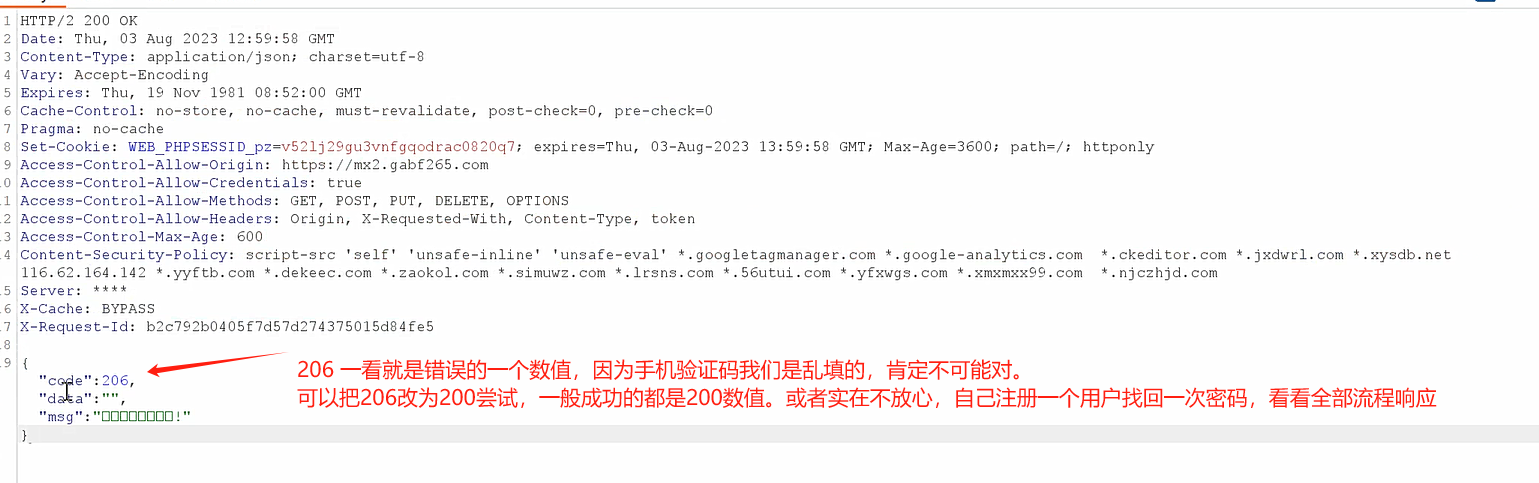 1 HTTP/2 200 OK
2 Date: Thu, 03 Aug 2023 12:59:58 GMT
3 Content-Type: application/json; charset=utf-8
4 Vary: Accept-Encoding
5 Expires: Thu, 19 Nov 1981 08:52:00 GMT
6 Cache-Control: no-store, no-cache, must-revalidate, post-check=0, pre-check=0
7 Pragma: no-cache
8 Set-Cookie: WEB_PHPSESSID_pz=v52lj29gu3vnfgqodrac0820q7; expires=Thu, 03-Aug-2023 13:59:58 GMT; Max-Age=3600; path=/; httponly
9 Access-Control-Allow-Origin: https://mx2.gabf265.com
0 Access-Control-Allow-Credentials: true
1 Access-Control-Allow-Methods: GET, POST, PUT, DELETE, OPTIONS
2 Access-Control-Allow-Headers: Origin, X-Requested-With, Content-Type, token
3 Access-Control-Max-Age: 600
4 Content-Security-Policy: script-src 'self' 'unsafe-inline' 'unsafe-eval' *.googletagmanager.com *.google-analytics.com *.ckeditor.com *.jxdwrl.com *.xysdb.net
116.62.164.142 *.yyftb.com *.dekeec.com *.zaokol.com *.simuwz.com *.lrsns.com *.56utui.com *.yfxwgs.com *.xmxmxx99.com *.njczhjd.com
5 Server: ****
6 X-Cache: BYPASS
7 X-Request-Id: b2c792b0405f7d57d274375015d84fe5
8
9 {
"code":206,
"data":"",
"msg":"□□□□□□□□!"
}
206 一看就是错误的一个数值，因为手机验证码我们是乱填的，肯定不可能对。
可以把206改为200尝试，一般成功的都是200数值。或者实在不放心，自己注册一个用户找回一次密码，看看全部流程响应